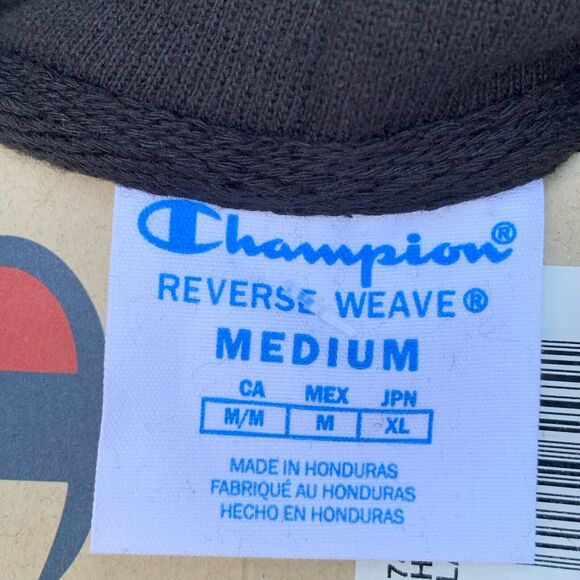 Champion®
REVERSE WEAVE®
MEDIUM
CA MEX JPN
M/M M XL
MADE IN HONDURAS
FABRIQUÉ AU HONDURAS
HECHO EN HONDURAS